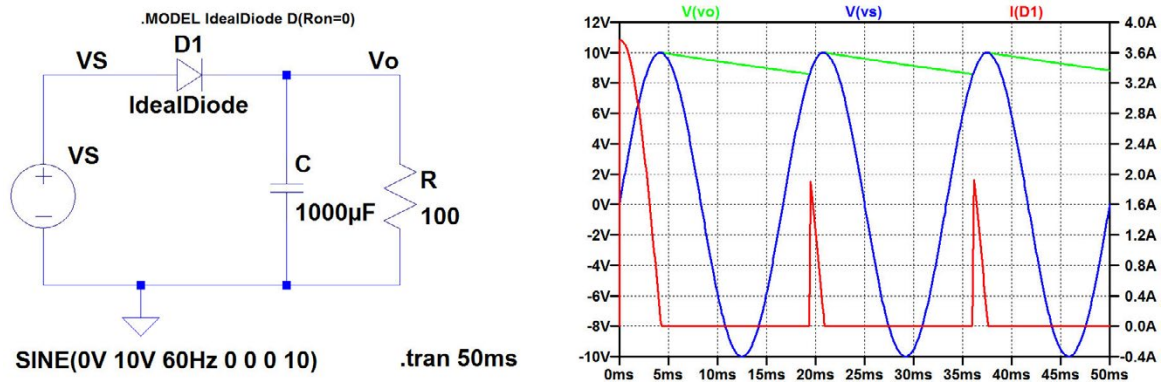 .MODEL IdealDiode D(Ron=0)
D1
VS
Vo
IdealDiode
VS
C
1000µF
R
100
SINE(0V 10V 60Hz 0 0 0 10)
.tran 50ms
V(vo)
V(vs)
I(D1)
12V
10V
8V
6V
4V
2V
0V
-2V
-4V
-6V
-8V
-10V
4.0A
3.6A
3.2A
2.8A
2.4A
2.0A
1.6A
1.2A
0.8A
0.4A
0.0A
-0.4A
0ms 5ms 10ms 15ms 20ms 25ms 30ms 35ms 40ms 45ms 50ms